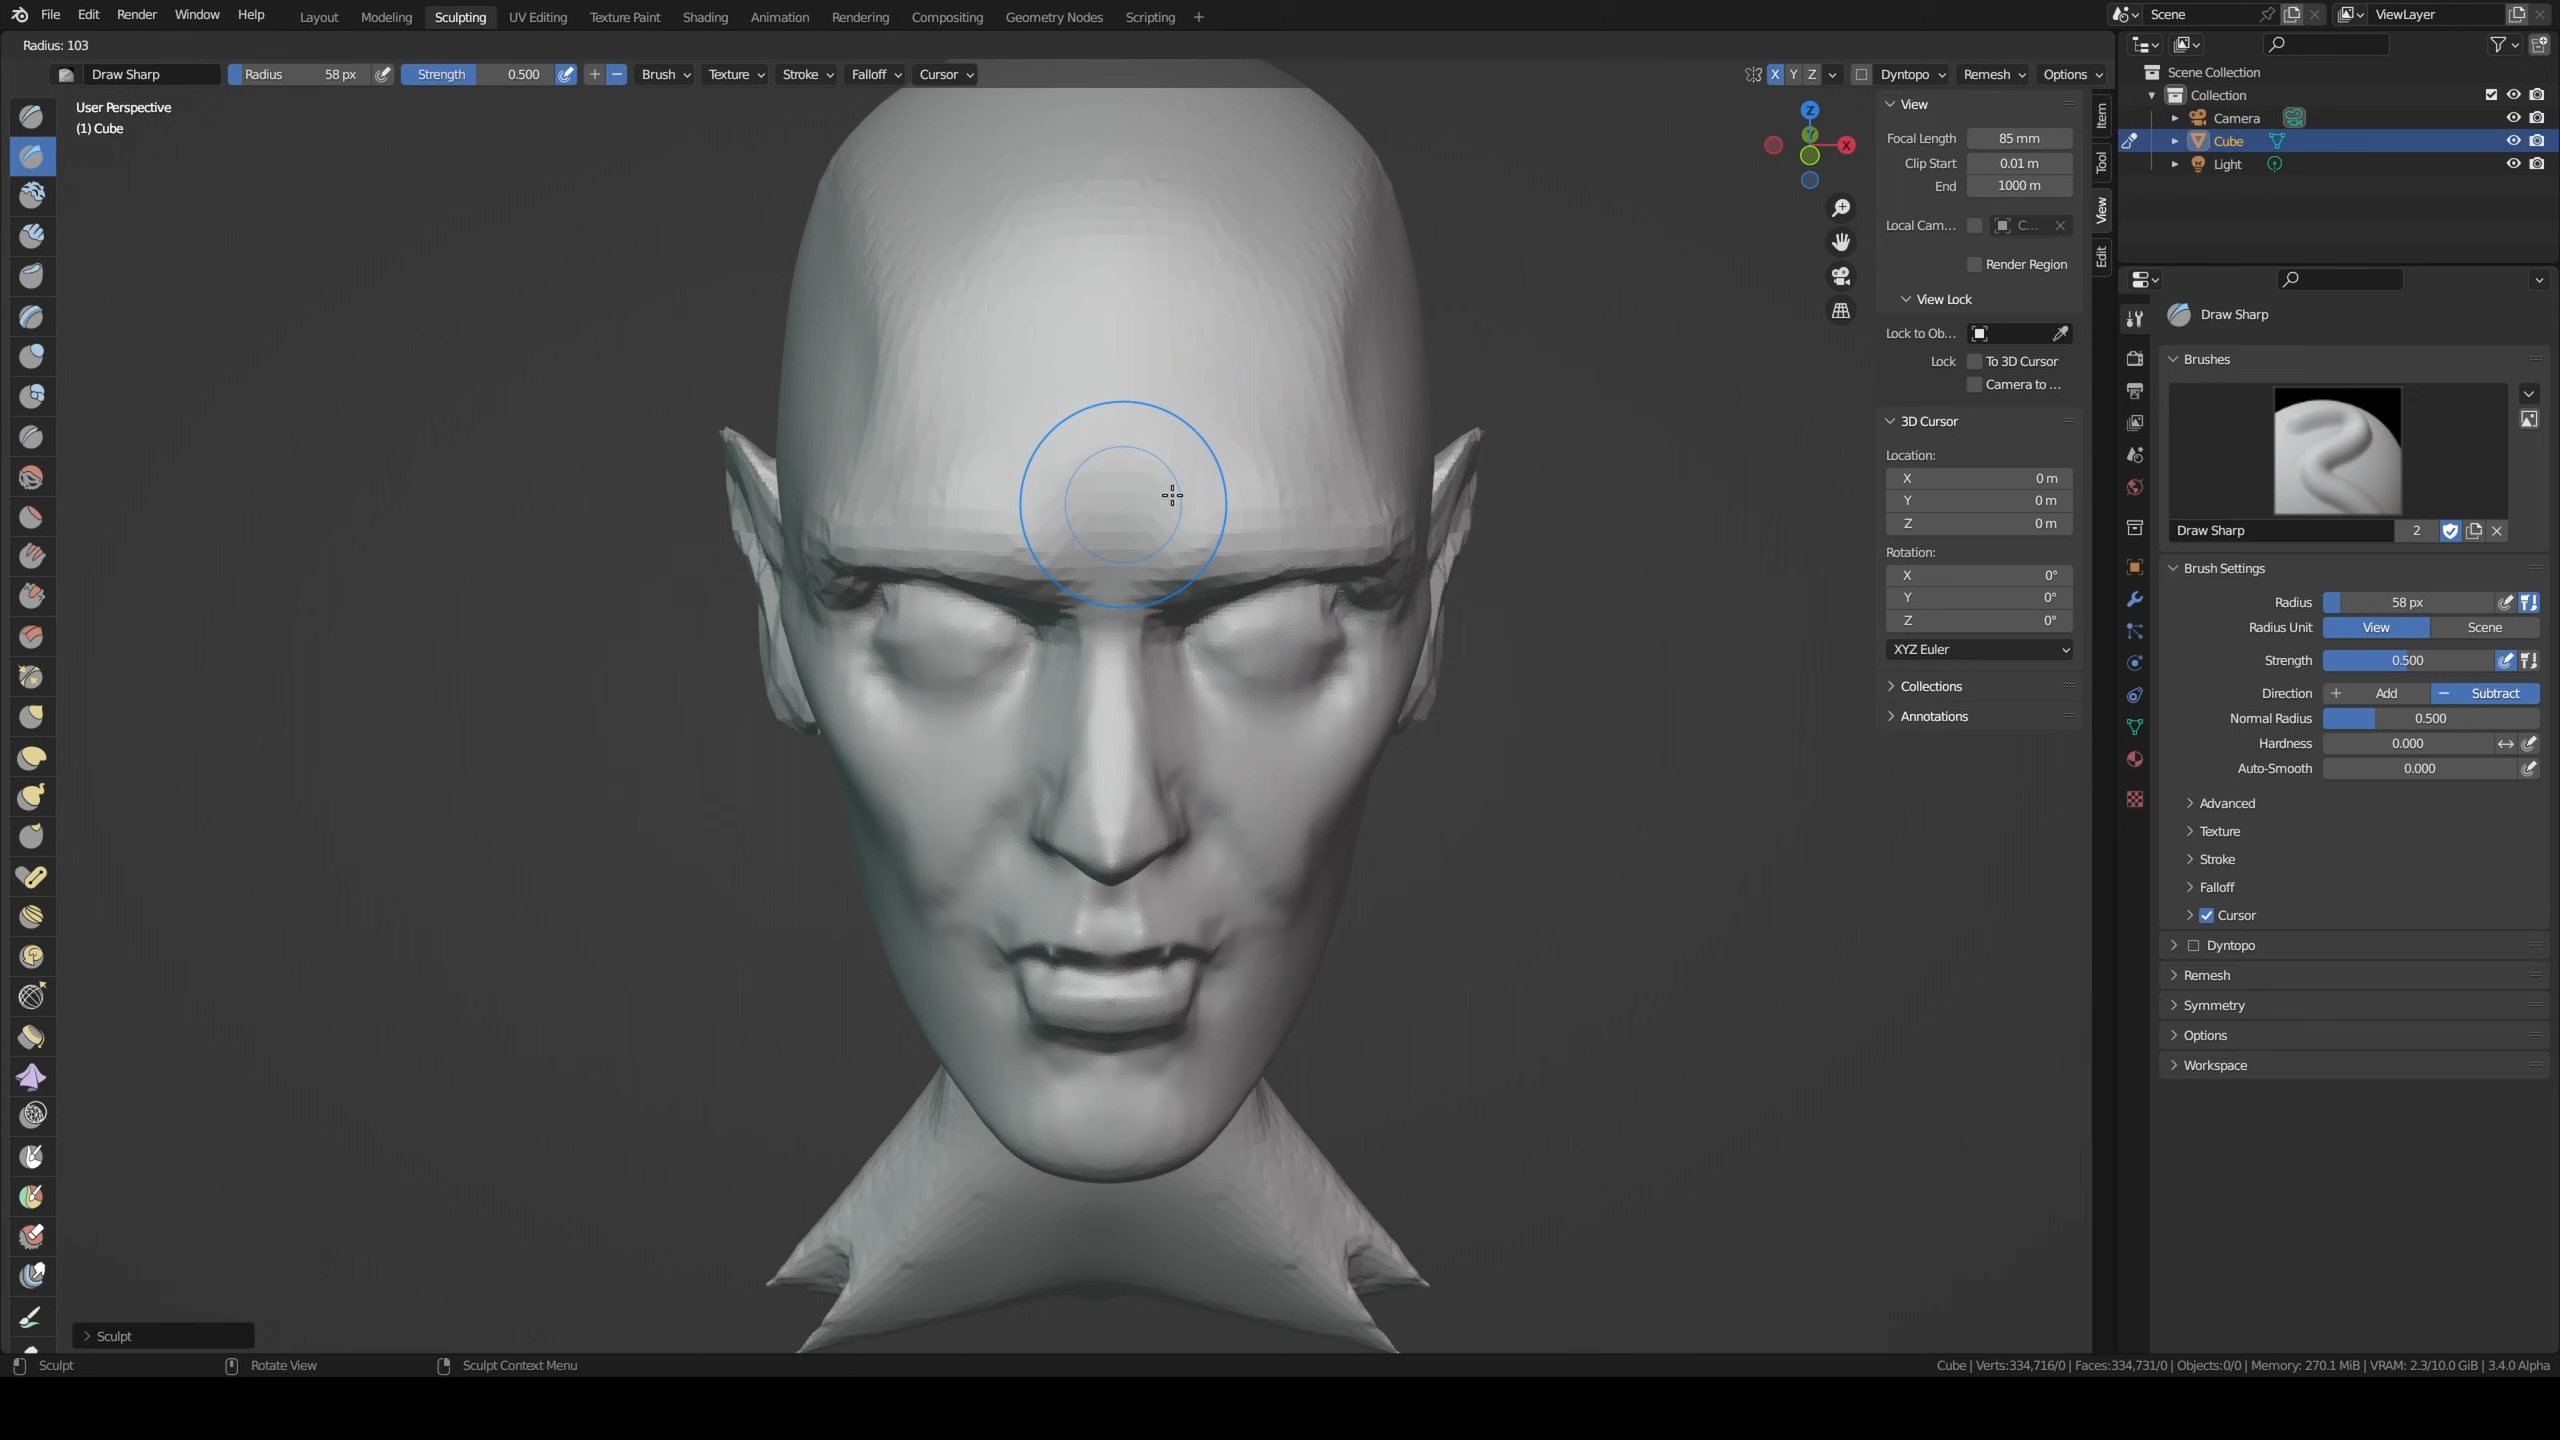 File Edit Render Window Help Layout Modeling Sculpting UV Editing Texture Paint Shading Animation Rendering Compositing Geometry Nodes Scripting + Scene ViewLayer
Radius: 103
Draw Sharp Radius 58 px Strength 0.500 Brush Texture Stroke Falloff Cursor X Y Z Dyntopo Remesh Options
User Perspective
(1) Cube
Z
Y
X
View
Focal Length 85 mm
Clip Start 0.01 m
End 1000 m
Local Cam... C...
Render Region
View Lock
Lock to Ob...
Lock To 3D Cursor
Camera to ...
3D Cursor
Location:
X 0 m
Y 0 m
Z 0 m
Rotation:
X 0°
Y 0°
Z 0°
XYZ Euler
Collections
Annotations
Item
Tool
View
Edit
Scene Collection
Collection
Camera
Cube
Light
Draw Sharp
Brushes
Draw Sharp 2
Brush Settings
Radius 58 px
Radius Unit View Scene
Strength 0.500
Direction + Add − Subtract
Normal Radius 0.500
Hardness 0.000
Auto-Smooth 0.000
Advanced
Texture
Stroke
Falloff
Cursor
Dyntopo
Remesh
Symmetry
Options
Workspace
Sculpt
Sculpt Rotate View Sculpt Context Menu Cube | Verts:334,716/0 | Faces:334,731/0 | Objects:0/0 | Memory: 270.1 MiB | VRAM: 2.3/10.0 GiB | 3.4.0 Alpha